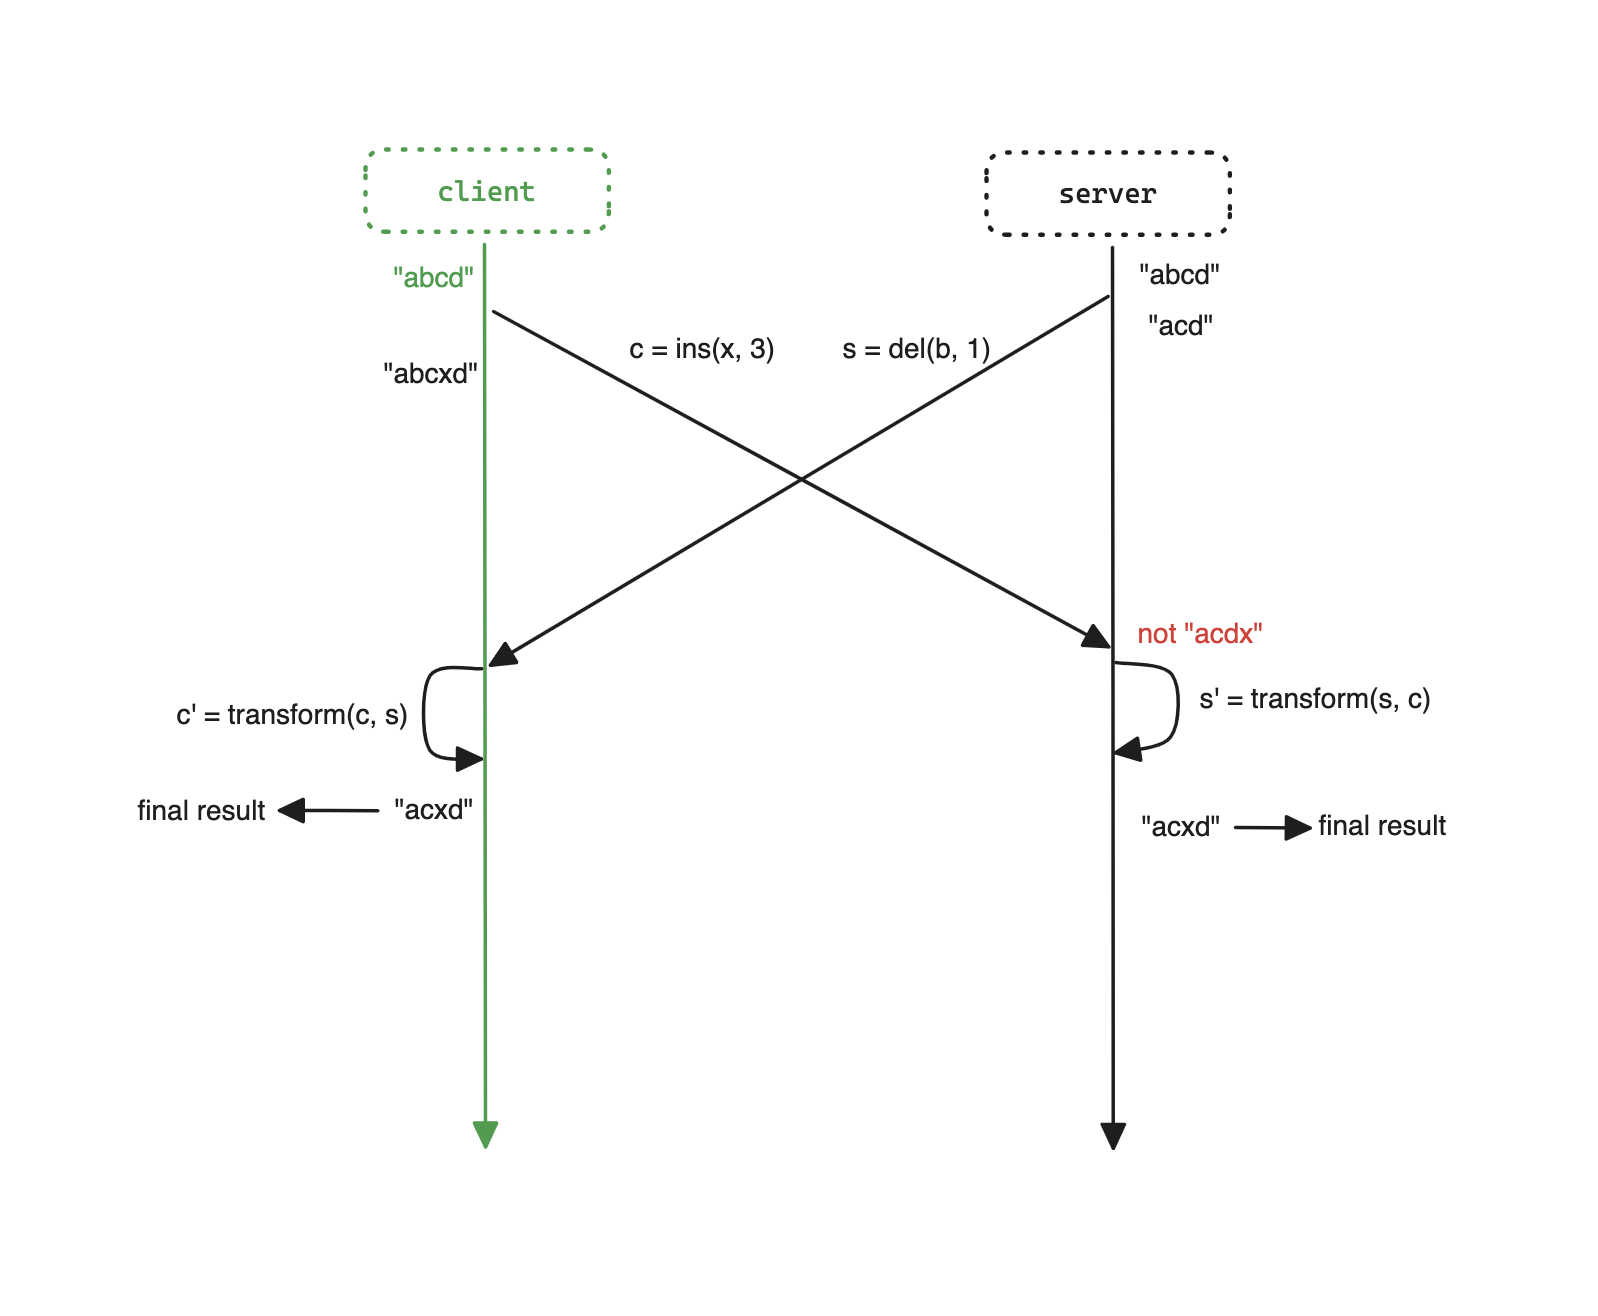 client
server
"abcd"
"abcd"
"acd"
c = ins(x, 3)
s = del(b, 1)
"abcxd"
not "acdx"
c' = transform(c, s)
s' = transform(s, c)
final result
"acxd"
"acxd"
final result